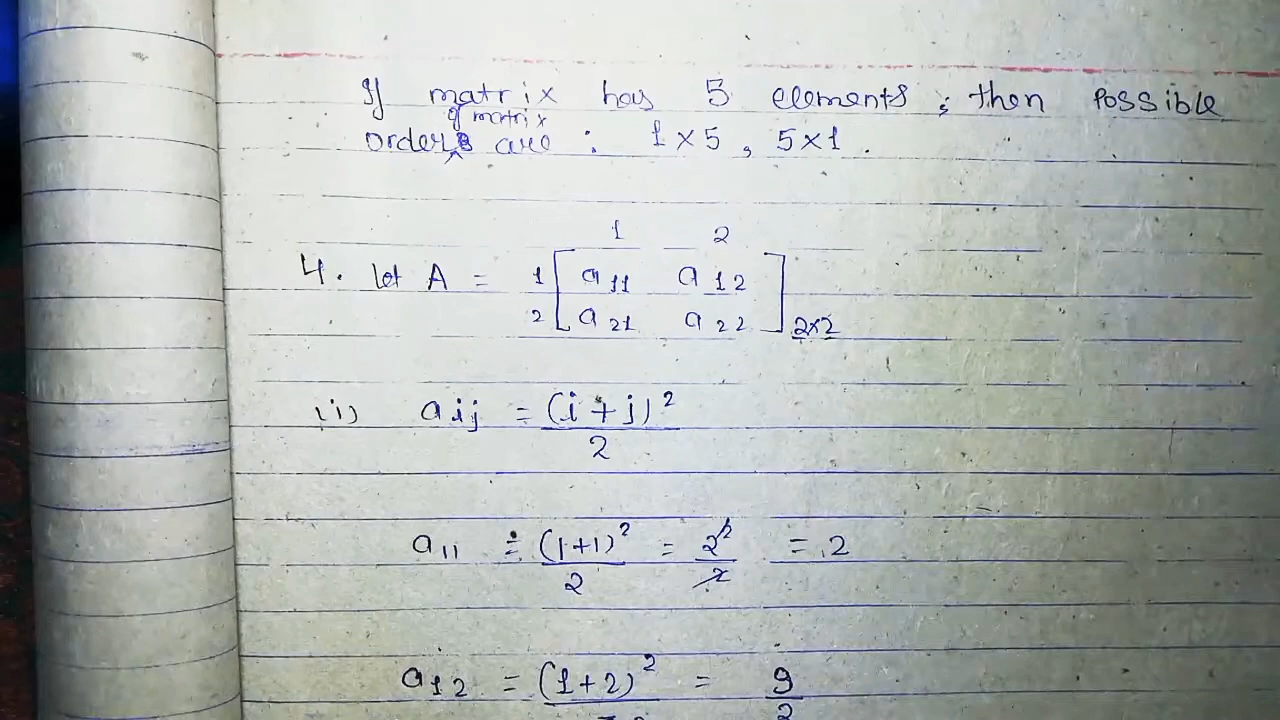 If matrix has 5 elements, then possible
of matrix
orders are : 1 × 5 , 5 × 1 .
1 2
4. Let A = 1 [ a11 a12
2 a21 a22 ] 2×2
(i) aij = (i + j)²
2
a11 = (1+1)² = 2² = 2
2 2
a12 = (1+2)² = 9
2